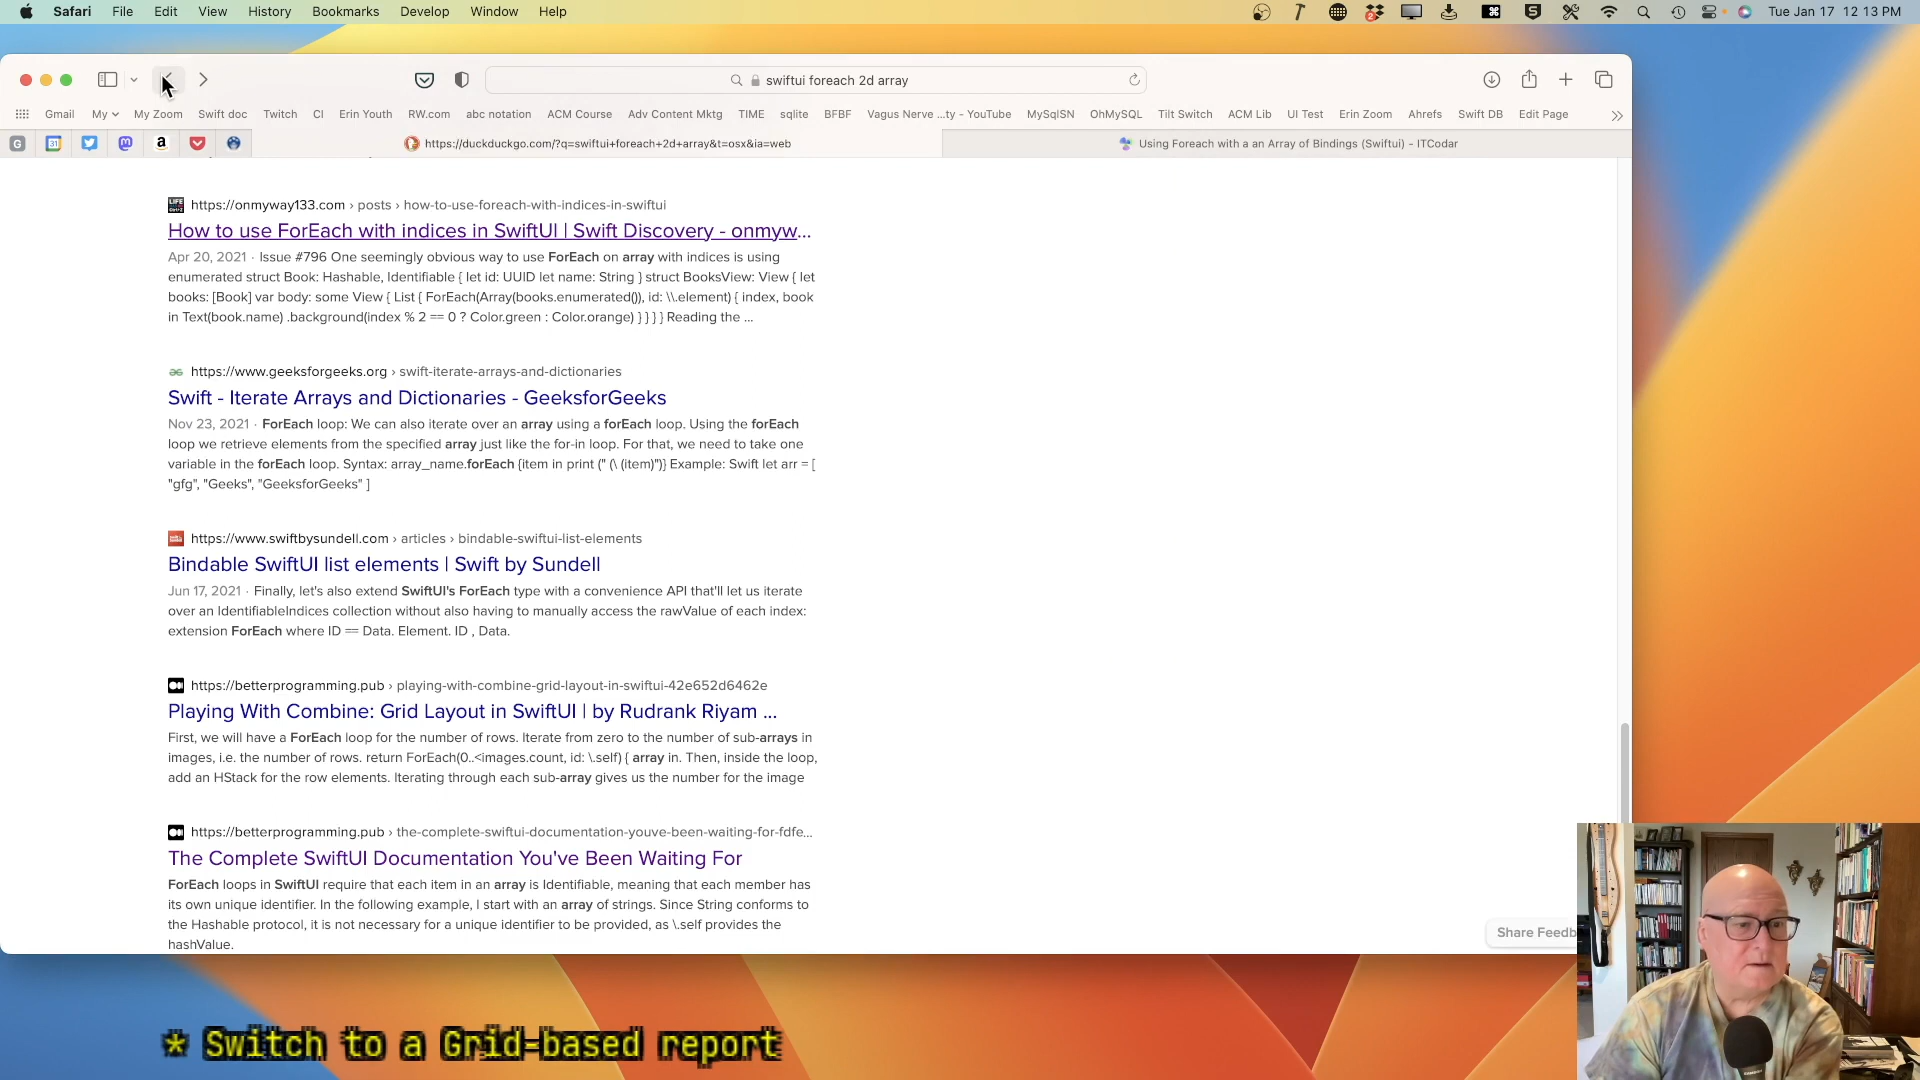 Safari File Edit View History Bookmarks Develop Window Help
Tue Jan 17 12 13 PM
swiftui foreach 2d array
Gmail My My Zoom Swift doc Twitch CI Erin Youth RW.com abc notation ACM Course Adv Content Mktg TIME sqlite BFBF Vagus Nerve ...ty - YouTube MySqlSN OhMySQL Tilt Switch ACM Lib UI Test Erin Zoom Ahrefs Swift DB Edit Page
https://duckduckgo.com/?q=swiftui+foreach+2d+array&t=osx&ia=web
Using Foreach with a an Array of Bindings (Swiftui) - ITCodar
https://onmyway133.com › posts › how-to-use-foreach-with-indices-in-swiftui
How to use ForEach with indices in SwiftUI | Swift Discovery - onmyw...
Apr 20, 2021 · Issue #796 One seemingly obvious way to use ForEach on array with indices is using
enumerated struct Book: Hashable, Identifiable { let id: UUID let name: String } struct BooksView: View { let
books: [Book] var body: some View { List { ForEach(Array(books.enumerated()), id: \\.element) { index, book
in Text(book.name) .background(index % 2 == 0 ? Color.green : Color.orange) } } } } Reading the ...
https://www.geeksforgeeks.org › swift-iterate-arrays-and-dictionaries
Swift - Iterate Arrays and Dictionaries - GeeksforGeeks
Nov 23, 2021 · ForEach loop: We can also iterate over an array using a forEach loop. Using the forEach
loop we retrieve elements from the specified array just like the for-in loop. For that, we need to take one
variable in the forEach loop. Syntax: array_name.forEach {item in print (" (\ (item)")} Example: Swift let arr = [
"gfg", "Geeks", "GeeksforGeeks" ]
https://www.swiftbysundell.com › articles › bindable-swiftui-list-elements
Bindable SwiftUI list elements | Swift by Sundell
Jun 17, 2021 · Finally, let's also extend SwiftUI's ForEach type with a convenience API that'll let us iterate
over an IdentifiableIndices collection without also having to manually access the rawValue of each index:
extension ForEach where ID == Data. Element. ID , Data.
https://betterprogramming.pub › playing-with-combine-grid-layout-in-swiftui-42e652d6462e
Playing With Combine: Grid Layout in SwiftUI | by Rudrank Riyam ...
First, we will have a ForEach loop for the number of rows. Iterate from zero to the number of sub-arrays in
images, i.e. the number of rows. return ForEach(0..<images.count, id: \.self) { array in. Then, inside the loop,
add an HStack for the row elements. Iterating through each sub-array gives us the number for the image
https://betterprogramming.pub › the-complete-swiftui-documentation-youve-been-waiting-for-fdfe...
The Complete SwiftUI Documentation You've Been Waiting For
ForEach loops in SwiftUI require that each item in an array is Identifiable, meaning that each member has
its own unique identifier. In the following example, I start with an array of strings. Since String conforms to
the Hashable protocol, it is not necessary for a unique identifier to be provided, as \.self provides the
hashValue.
Share Feedb
* Switch to a Grid-based report